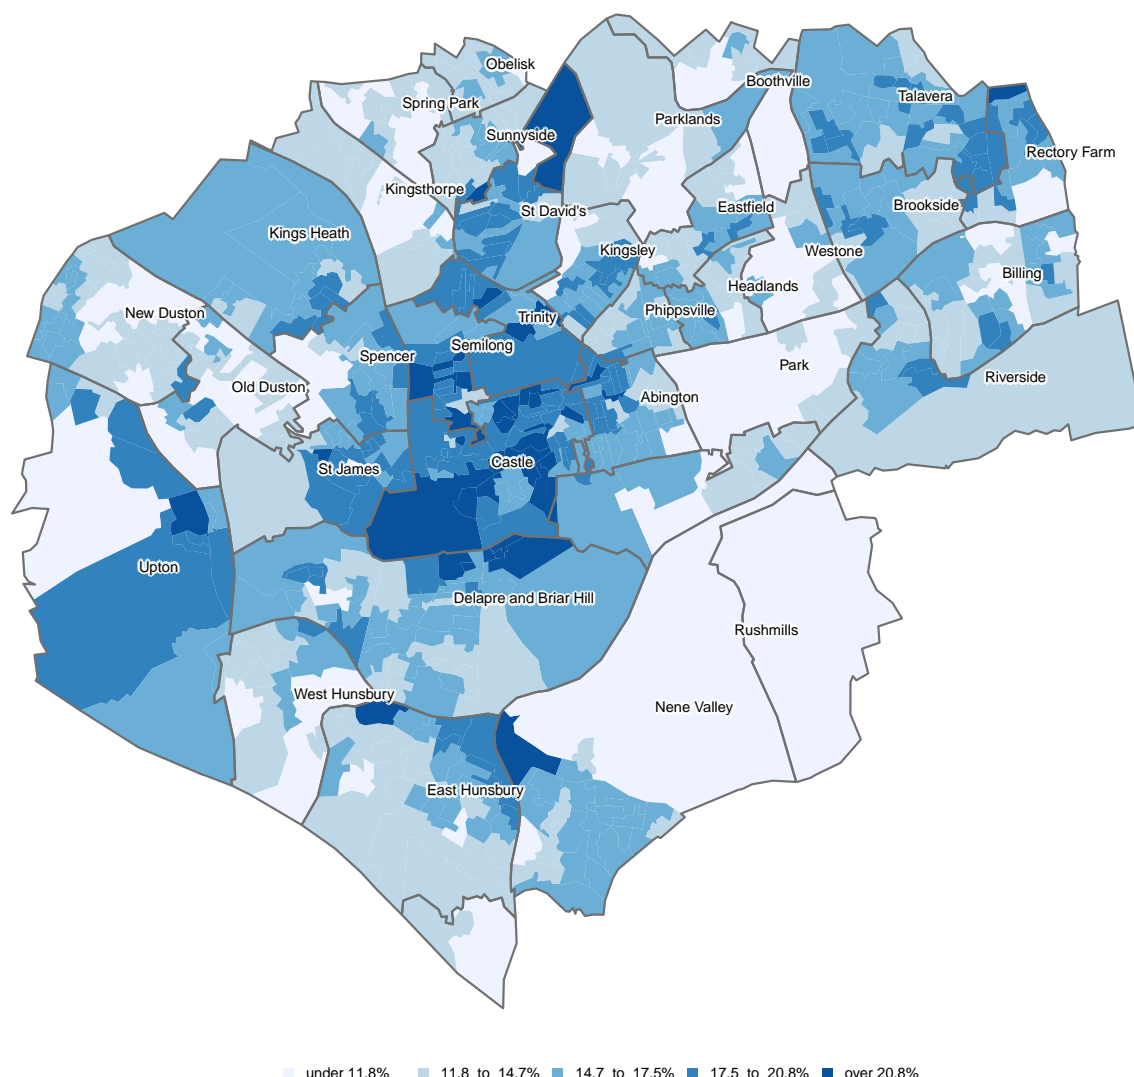 Obelisk
Boothville
Spring Park
Talavera
Parklands
Sunnyside
Rectory Farm
Kingsthorpe
Brookside
St David's
Eastfield
Kings Heath
Kingsley
Westone
Billing
Headlands
New Duston
Phippsville
Trinity
Semilong
Spencer
Park
Riverside
Old Duston
Abington
Castle
St James
Upton
Delapre and Briar Hill
Rushmills
West Hunsbury
Nene Valley
East Hunsbury
under 11.8% 11.8 to 14.7% 14.7 to 17.5% 17.5 to 20.8% over 20.8%